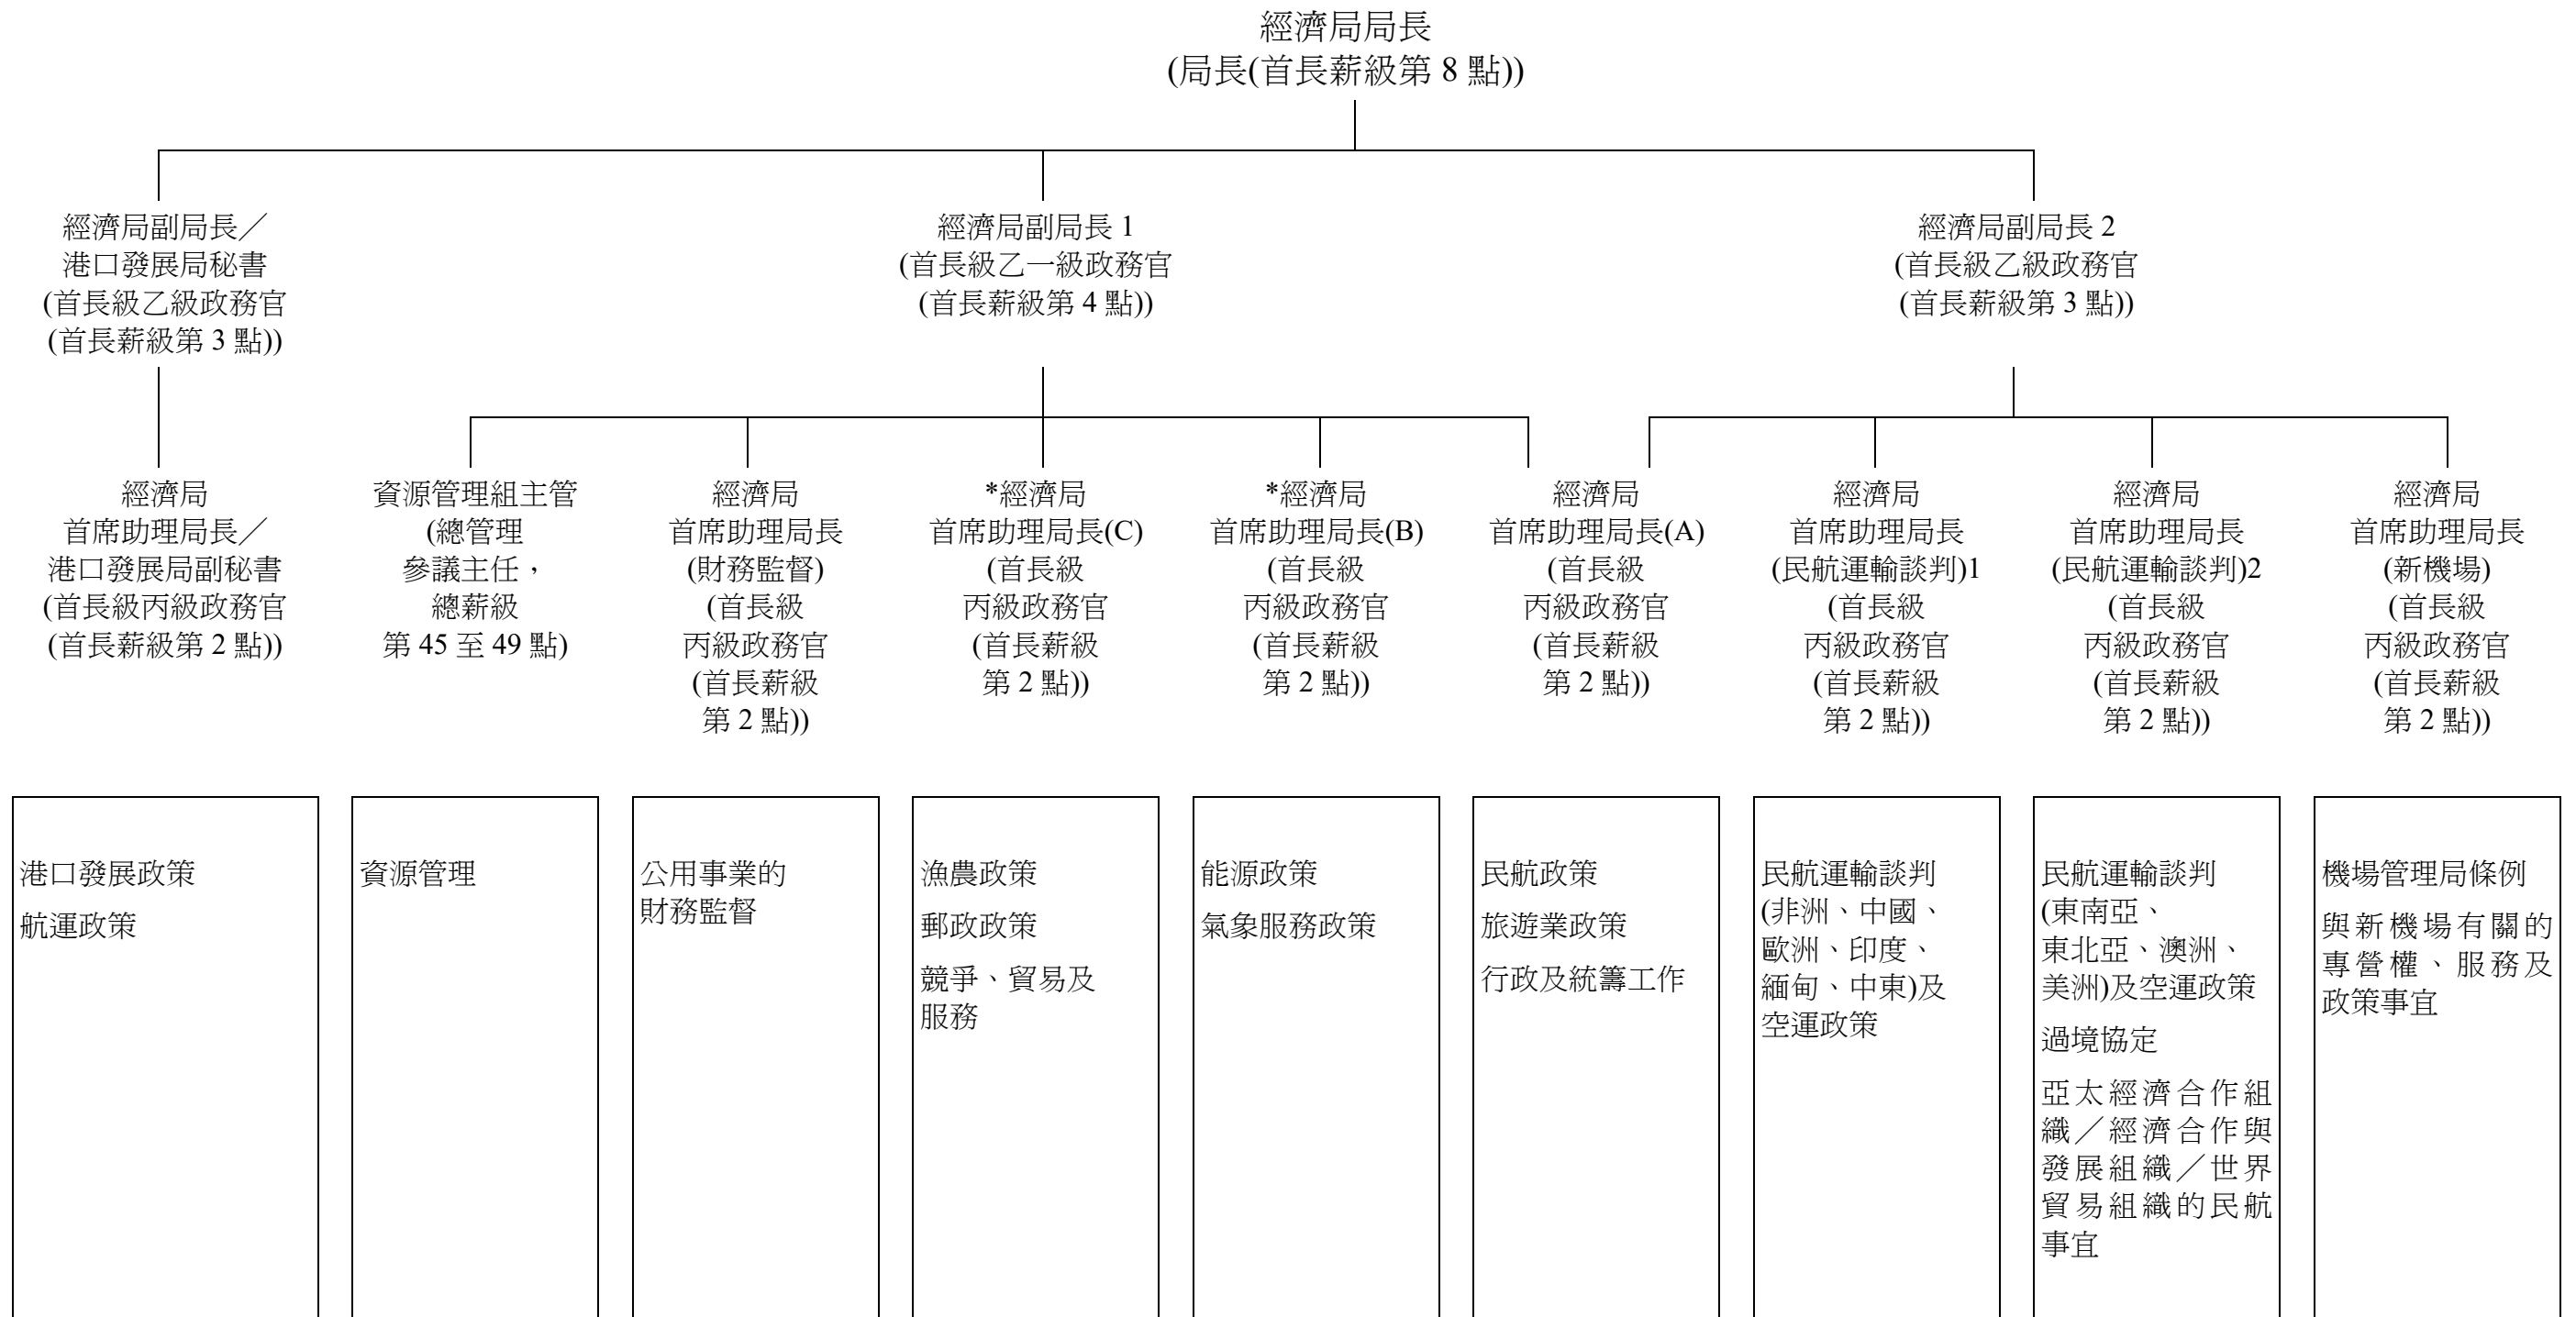 經濟局局長
(局長(首長薪級第 8 點))
經濟局副局長／
港口發展局秘書
(首長級乙級政務官
(首長薪級第 3 點))
經濟局副局長 1
(首長級乙一級政務官
(首長薪級第 4 點))
經濟局副局長 2
(首長級乙級政務官
(首長薪級第 3 點))
經濟局
首席助理局長／
港口發展局副秘書
(首長級丙級政務官
(首長薪級第 2 點))
資源管理組主管
(總管理
參議主任，
總薪級
第 45 至 49 點)
經濟局
首席助理局長
(財務監督)
(首長級
丙級政務官
(首長薪級
第 2 點))
*經濟局
首席助理局長(C)
(首長級
丙級政務官
(首長薪級
第 2 點))
*經濟局
首席助理局長(B)
(首長級
丙級政務官
(首長薪級
第 2 點))
經濟局
首席助理局長(A)
(首長級
丙級政務官
(首長薪級
第 2 點))
經濟局
首席助理局長
(民航運輸談判)1
(首長級
丙級政務官
(首長薪級
第 2 點))
經濟局
首席助理局長
(民航運輸談判)2
(首長級
丙級政務官
(首長薪級
第 2 點))
經濟局
首席助理局長
(新機場)
(首長級
丙級政務官
(首長薪級
第 2 點))
港口發展政策
航運政策
資源管理
公用事業的
財務監督
漁農政策
郵政政策
競爭、貿易及
服務
能源政策
氣象服務政策
民航政策
旅遊業政策
行政及統籌工作
民航運輸談判
(非洲、中國、
歐洲、印度、
緬甸、中東)及
空運政策
民航運輸談判
(東南亞、
東北亞、澳洲、
美洲)及空運政策
過境協定
亞太經濟合作組
織／經濟合作與
發展組織／世界
貿易組織的民航
事宜
機場管理局條例
與新機場有關的
專營權、服務及
政策事宜